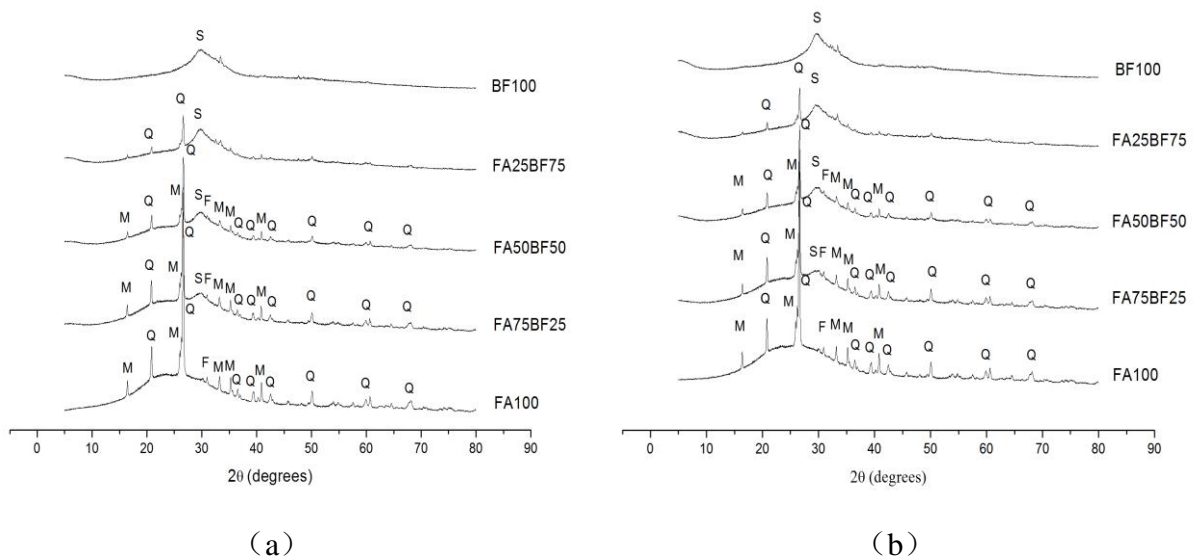 S
BF100
Q Q S
FA25BF75
M Q M Q S F M M Q Q M Q Q Q Q
FA50BF50
M Q M Q S F M M Q Q M Q Q Q Q
FA75BF25
M Q M Q F M M Q Q M Q Q Q Q
FA100
0 10 20 30 40 50 60 70 80 90
2θ (degrees)
（a）
S
BF100
Q Q S
FA25BF75
M Q M Q S F M M Q Q M Q Q Q Q
FA50BF50
M Q M Q S F M M Q Q M Q Q Q Q
FA75BF25
M Q M Q F M M Q Q M Q Q Q Q
FA100
0 10 20 30 40 50 60 70 80 90
2θ (degrees)
（b）